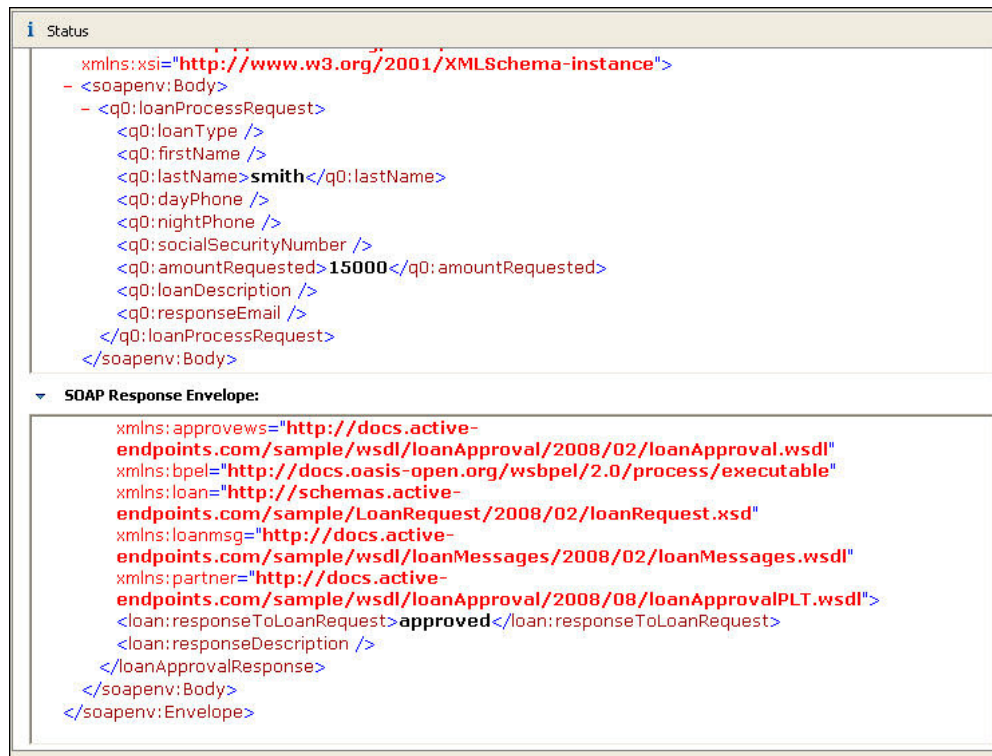 i Status
xmlns:xsi="http://www.w3.org/2001/XMLSchema-instance">
- <soapenv:Body>
- <q0:loanProcessRequest>
<q0:loanType />
<q0:firstName />
<q0:lastName>smith</q0:lastName>
<q0:dayPhone />
<q0:nightPhone />
<q0:socialSecurityNumber />
<q0:amountRequested>15000</q0:amountRequested>
<q0:loanDescription />
<q0:responseEmail />
</q0:loanProcessRequest>
</soapenv:Body>
SOAP Response Envelope:
xmlns:approvews="http://docs.active-
endpoints.com/sample/wsdl/loanApproval/2008/02/loanApproval.wsdl"
xmlns:bpel="http://docs.oasis-open.org/wsbpel/2.0/process/executable"
xmlns:loan="http://schemas.active-
endpoints.com/sample/LoanRequest/2008/02/loanRequest.xsd"
xmlns:loanmsg="http://docs.active-
endpoints.com/sample/wsdl/loanMessages/2008/02/loanMessages.wsdl"
xmlns:partner="http://docs.active-
endpoints.com/sample/wsdl/loanApproval/2008/08/loanApprovalPLT.wsdl">
<loan:responseToLoanRequest>approved</loan:responseToLoanRequest>
<loan:responseDescription />
</loanApprovalResponse>
</soapenv:Body>
</soapenv:Envelope>